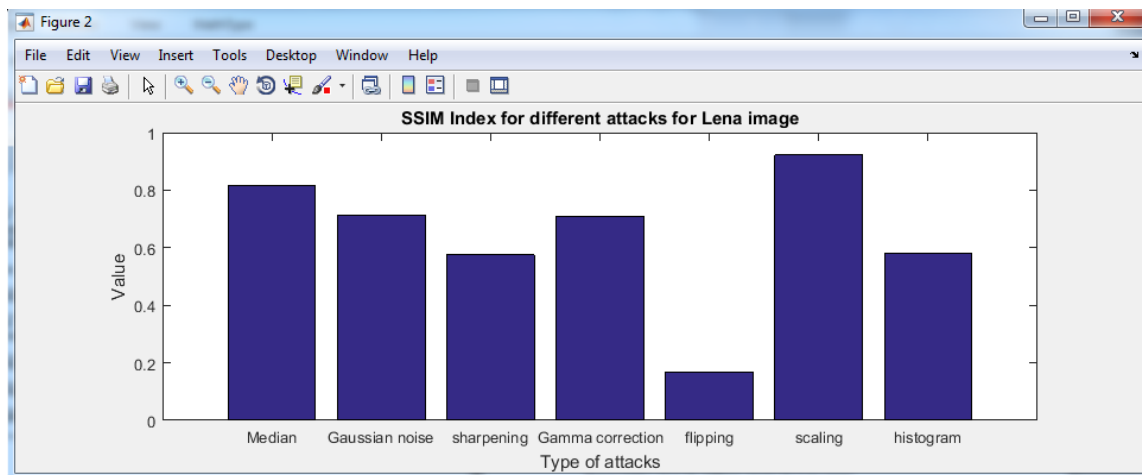 Figure 2
File Edit View Insert Tools Desktop Window Help
SSIM Index for different attacks for Lena image
1
0.8
0.6
0.4
0.2
0
Value
Median Gaussian noise sharpening Gamma correction flipping scaling histogram
Type of attacks